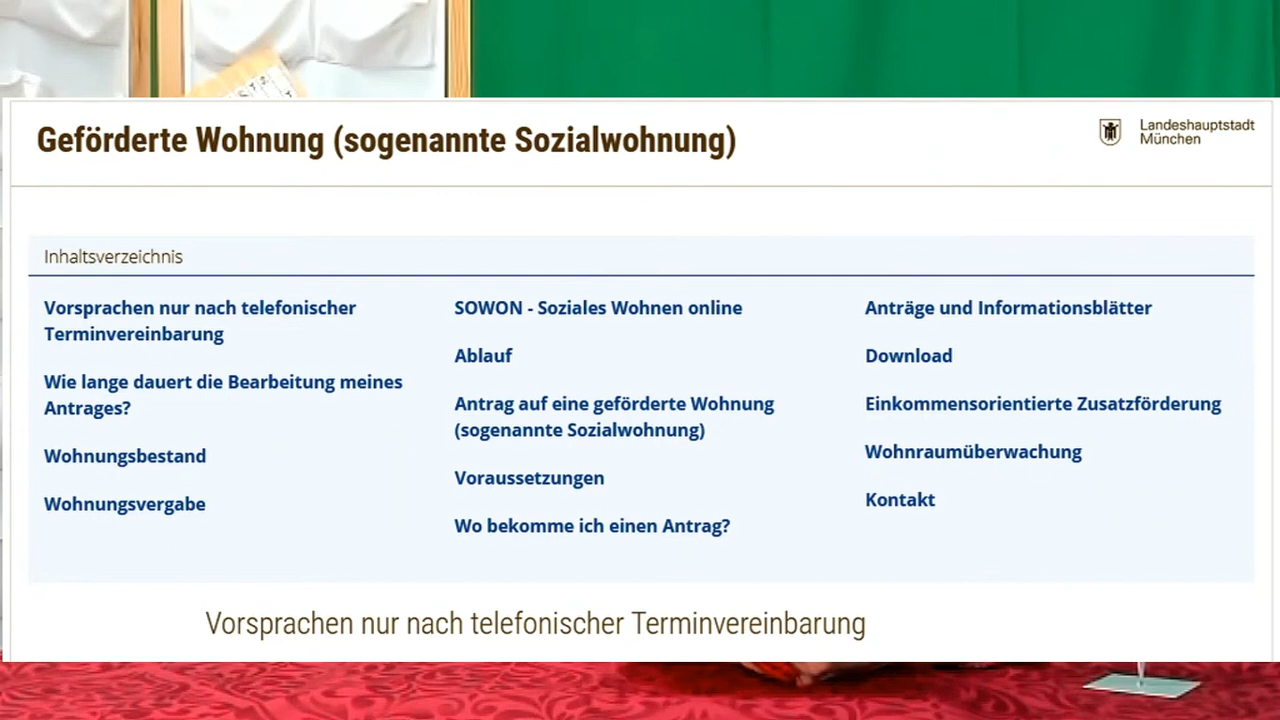 Geförderte Wohnung (sogenannte Sozialwohnung)
Landeshauptstadt
München
Inhaltsverzeichnis
Vorsprachen nur nach telefonischer
Terminvereinbarung
Wie lange dauert die Bearbeitung meines
Antrages?
Wohnungsbestand
Wohnungsvergabe
SOWON - Soziales Wohnen online
Ablauf
Antrag auf eine geförderte Wohnung
(sogenannte Sozialwohnung)
Voraussetzungen
Wo bekomme ich einen Antrag?
Anträge und Informationsblätter
Download
Einkommensorientierte Zusatzförderung
Wohnraumüberwachung
Kontakt
Vorsprachen nur nach telefonischer Terminvereinbarung